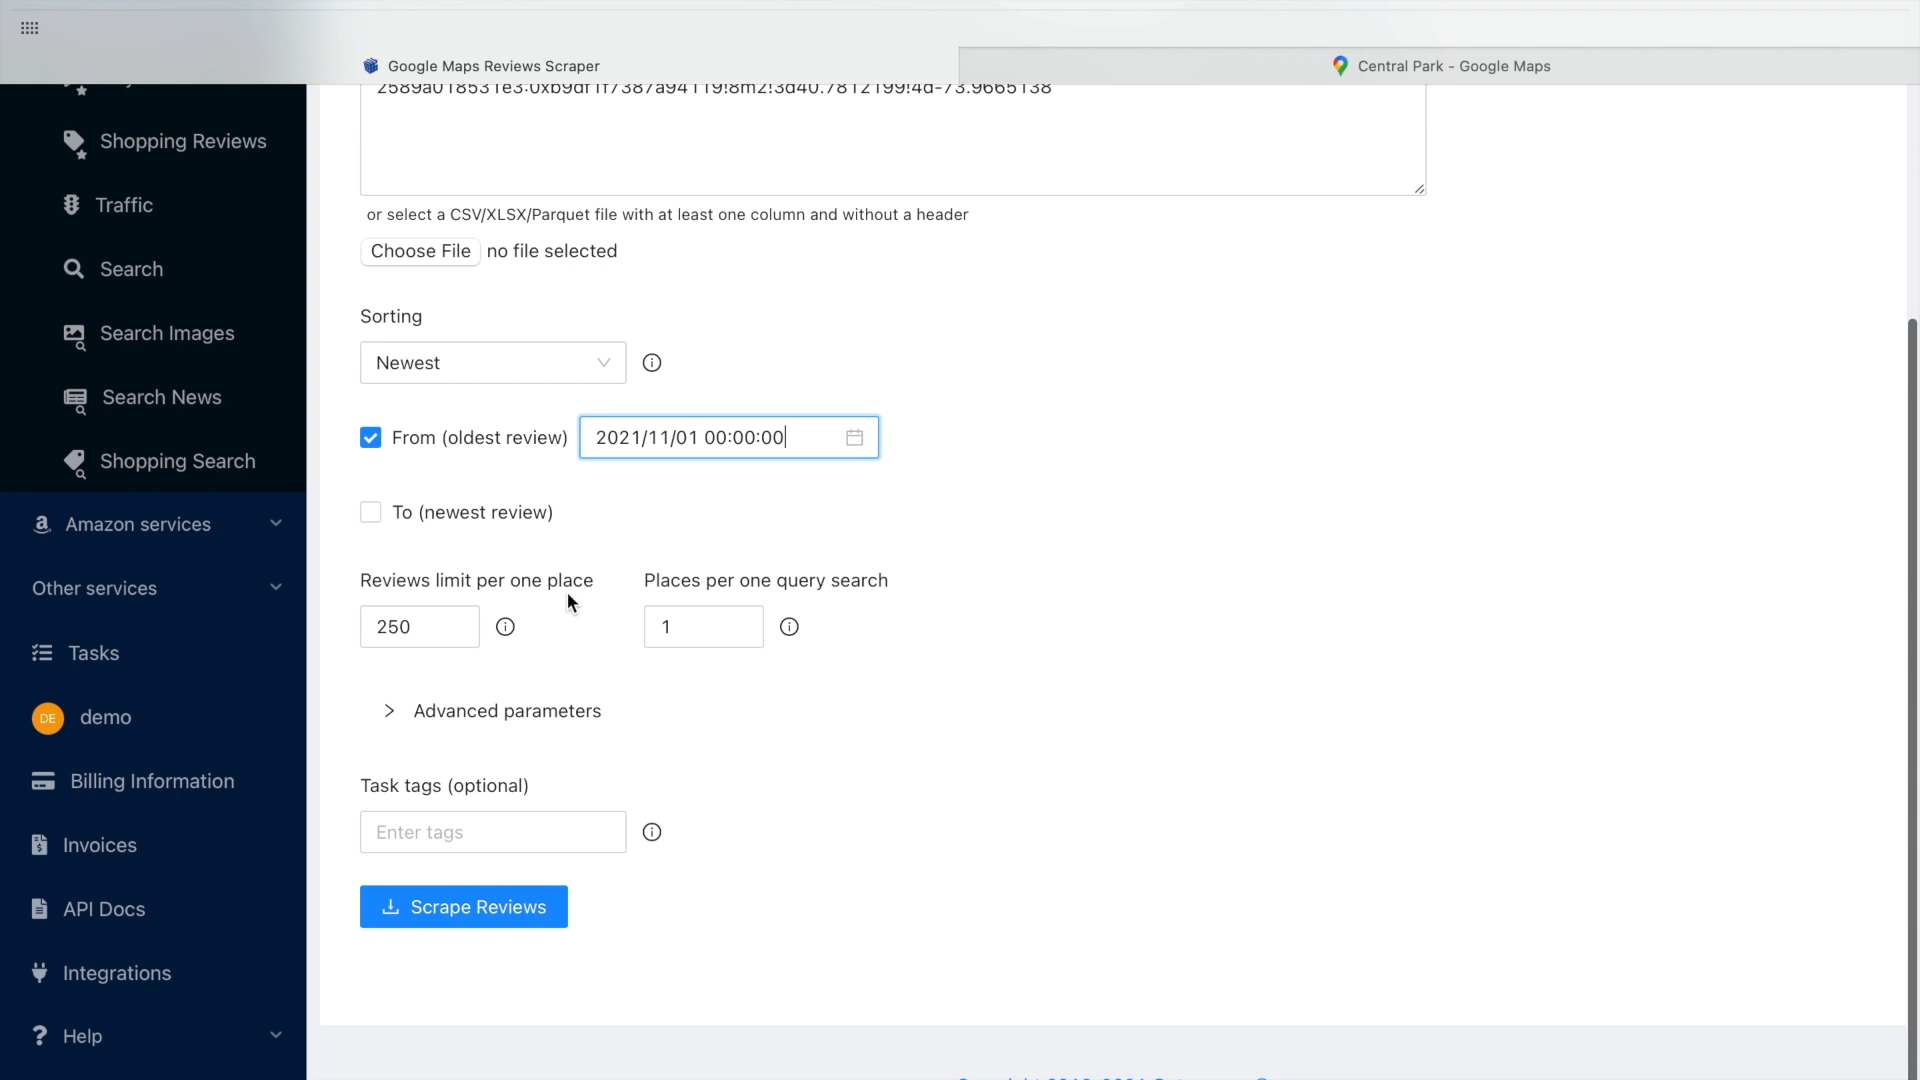 Google Maps Reviews Scraper
Central Park - Google Maps
Shopping Reviews
Traffic
Search
Search Images
Search News
Shopping Search
Amazon services
Other services
Tasks
DE demo
Billing Information
Invoices
API Docs
Integrations
Help
or select a CSV/XLSX/Parquet file with at least one column and without a header
Choose File no file selected
Sorting
Newest
From (oldest review) 2021/11/01 00:00:00
To (newest review)
Reviews limit per one place
250
Places per one query search
1
Advanced parameters
Task tags (optional)
Enter tags
Scrape Reviews